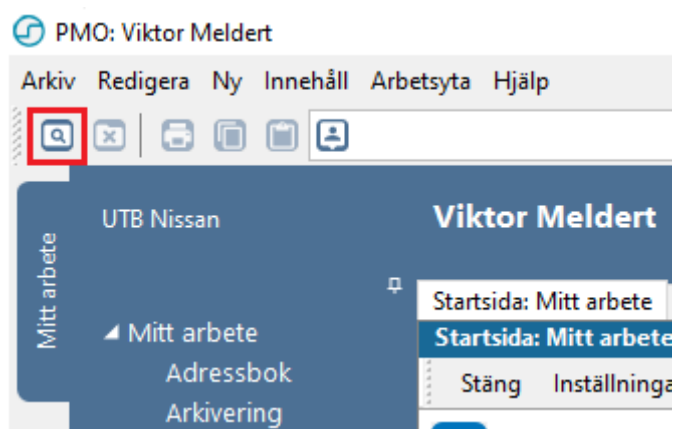 PMO: Viktor Meldert
Arkiv Redigera Ny Innehåll Arbetsyta Hjälp
UTB Nissan
Viktor Meldert
Mitt arbete
Startsida: Mitt arbete
Startsida: Mitt arbete
Mitt arbete
Stäng Inställninga
Adressbok
Arkivering